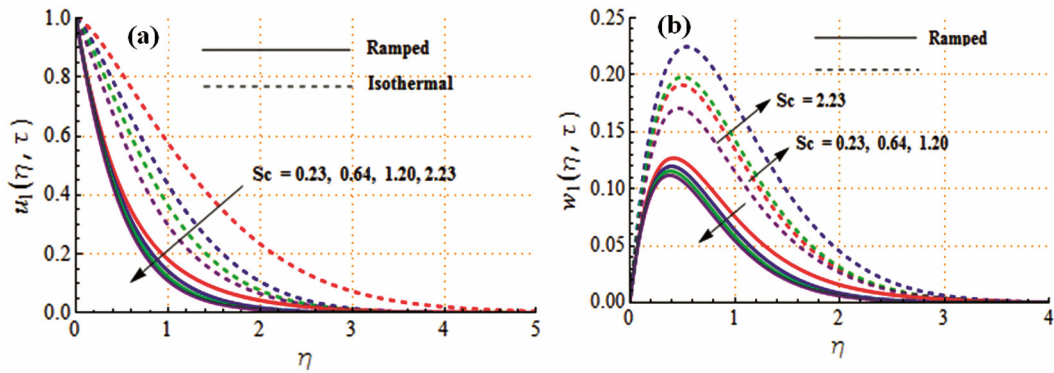 (a)
Ramped
Isothermal
Sc = 0.23, 0.64, 1.20, 2.23
u1(η, τ)
1.0
0.8
0.6
0.4
0.2
0.0
0 1 2 3 4 5
η
(b)
Ramped
Sc = 2.23
Sc = 0.23, 0.64, 1.20
w1(η, τ)
0.25
0.20
0.15
0.10
0.05
0.00
0 1 2 3 4
η